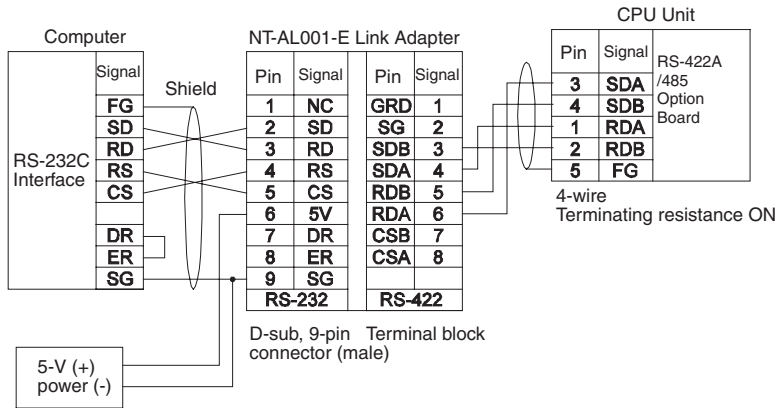 CPU Unit
Computer
NT-AL001-E Link Adapter
Signal
Shield
RS-232C
Interface
FG
SD
RD
RS
CS
DR
ER
SG
Pin Signal Pin Signal
1 NC GRD 1
2 SD SG 2
3 RD SDB 3
4 RS SDA 4
5 CS RDB 5
6 5V RDA 6
7 DR CSB 7
8 ER CSA 8
9 SG
RS-232 RS-422
D-sub, 9-pin
connector (male)
Terminal block
Pin Signal
3 SDA
4 SDB
1 RDA
2 RDB
5 FG
RS-422A
/485
Option
Board
4-wire
Terminating resistance ON
5-V (+)
power (-)